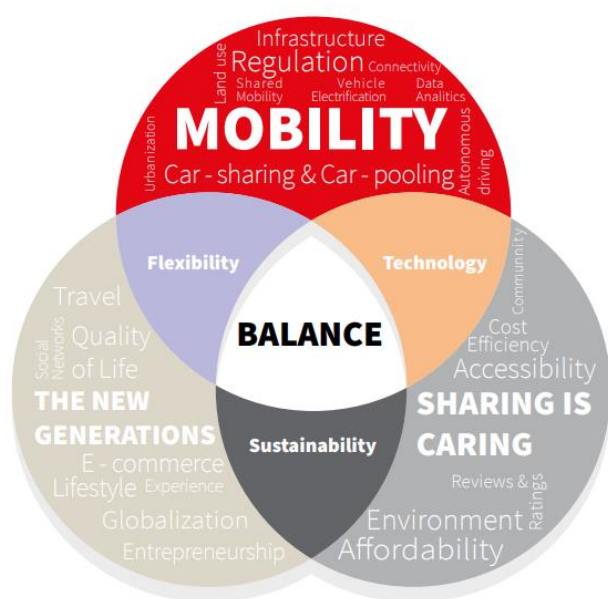 Infrastructure
Land use
Regulation
Connectivity
Shared
Mobility
Vehicle
Electrification
Data
Analitics
MOBILITY
Urbanization
Car - sharing & Car - pooling
Autonomous
driving
Flexibility
Technology
BALANCE
Sustainability
Travel
Social
Networks
Quality
of Life
THE NEW
GENERATIONS
E - commerce
Lifestyle
Experience
Globalization
Entrepreneurship
Communnity
Cost
Efficiency
Accessibility
SHARING IS
CARING
Reviews &
Ratings
Environment
Affordability